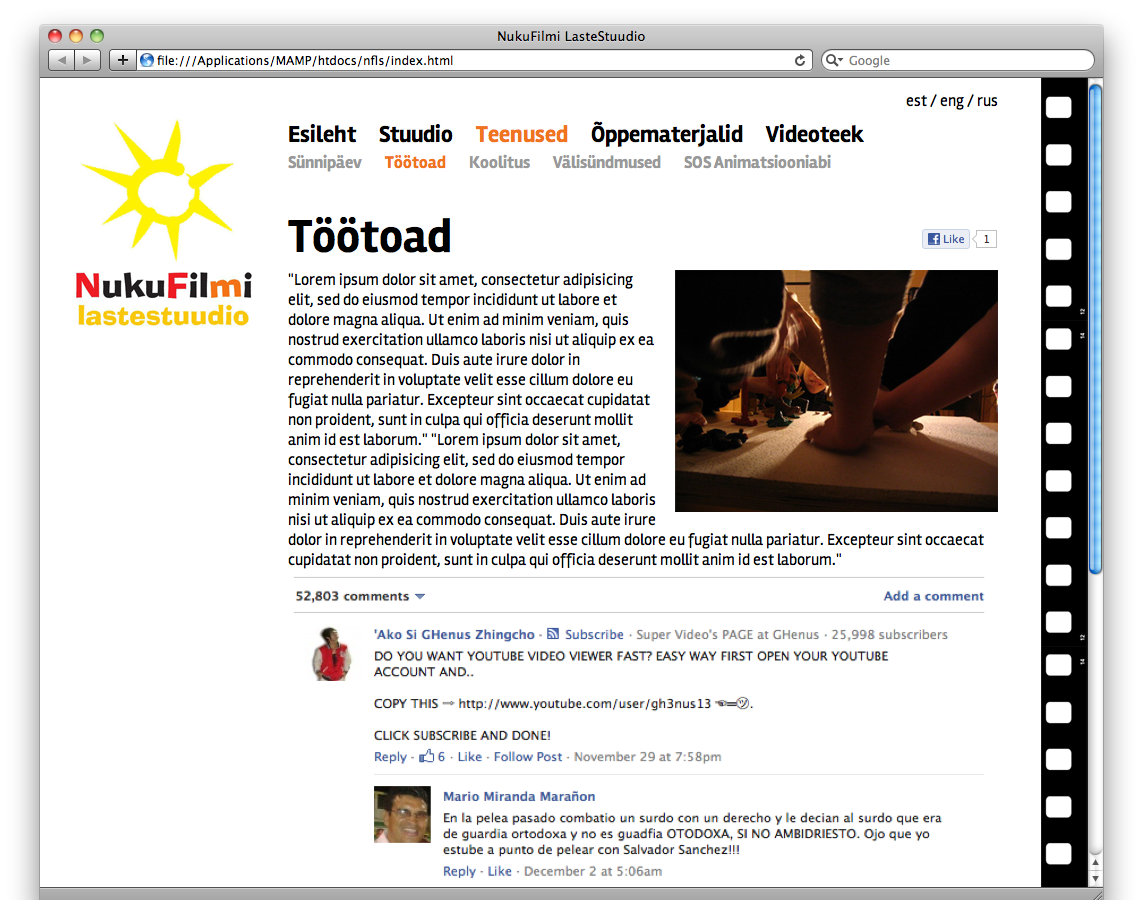 NukuFilmi LasteStuudio
file:///Applications/MAMP/htdocs/nfls/index.html
Google
est / eng / rus
Esileht Stuudio Teenused Õppematerjalid Videoteek
Sünnipäev Töötoad Koolitus Välisündmused SOS Animatsiooniabi
NukuFilmi
lastestuudio
Töötoad
Like 1
"Lorem ipsum dolor sit amet, consectetur adipisicing
elit, sed do eiusmod tempor incididunt ut labore et
dolore magna aliqua. Ut enim ad minim veniam, quis
nostrud exercitation ullamco laboris nisi ut aliquip ex ea
commodo consequat. Duis aute irure dolor in
reprehenderit in voluptate velit esse cillum dolore eu
fugiat nulla pariatur. Excepteur sint occaecat cupidatat
non proident, sunt in culpa qui officia deserunt mollit
anim id est laborum." "Lorem ipsum dolor sit amet,
consectetur adipisicing elit, sed do eiusmod tempor
incididunt ut labore et dolore magna aliqua. Ut enim ad
minim veniam, quis nostrud exercitation ullamco laboris
nisi ut aliquip ex ea commodo consequat. Duis aute irure
dolor in reprehenderit in voluptate velit esse cillum dolore eu fugiat nulla pariatur. Excepteur sint occaecat
cupidatat non proident, sunt in culpa qui officia deserunt mollit anim id est laborum."
52,803 comments
Add a comment
'Ako Si GHenus Zhingcho · Subscribe · Super Video's PAGE at GHenus · 25,998 subscribers
DO YOU WANT YOUTUBE VIDEO VIEWER FAST? EASY WAY FIRST OPEN YOUR YOUTUBE
ACCOUNT AND..
COPY THIS → http://www.youtube.com/user/gh3nus13 ☜═㋡.
CLICK SUBSCRIBE AND DONE!
Reply · 6 · Like · Follow Post · November 29 at 7:58pm
Mario Miranda Marañon
En la pelea pasado combatio un surdo con un derecho y le decian al surdo que era
de guardia ortodoxa y no es guadfia OTODOXA, SI NO AMBIDRIESTO. Ojo que yo
estube a punto de pelear con Salvador Sanchez!!!
Reply · Like · December 2 at 5:06am
12
14
12
14